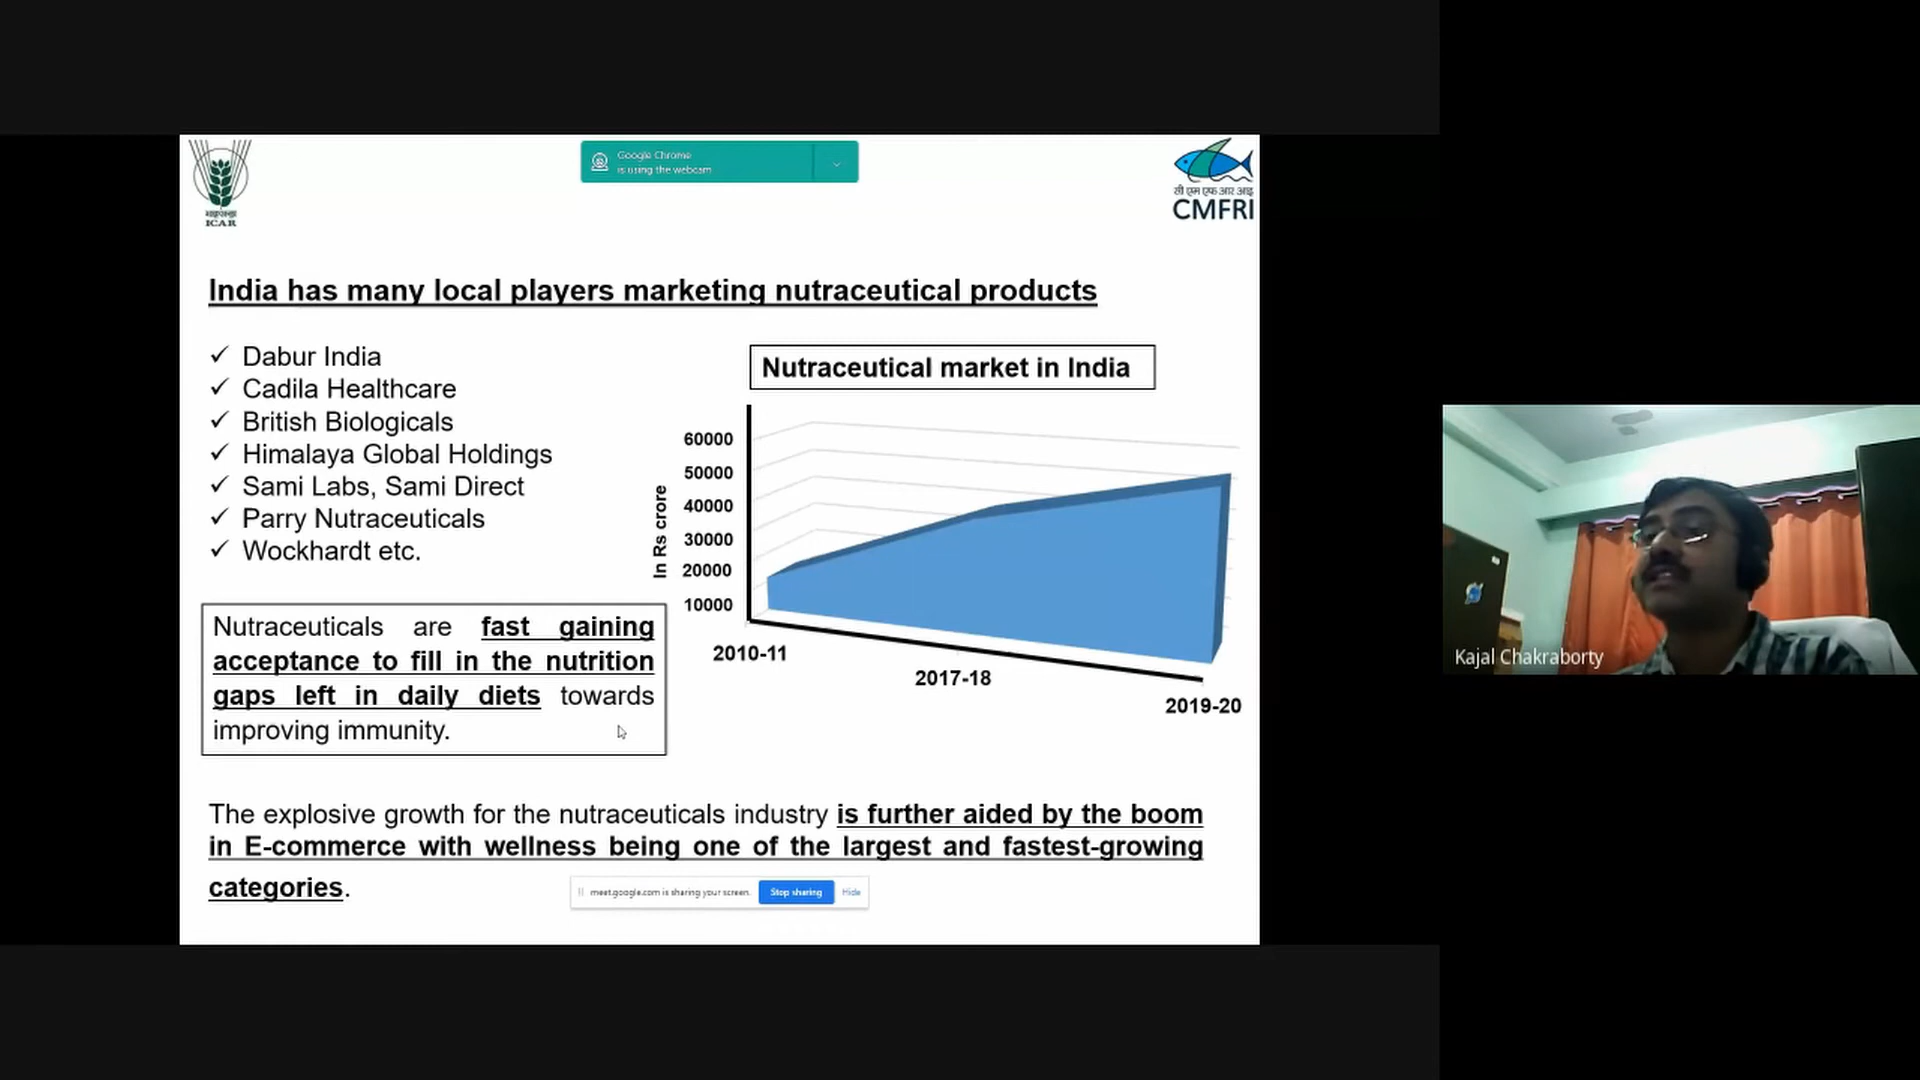 Google Chrome
is using the webcam
भाकृअनुप
ICAR
सी एम एफ आर आइ
CMFRI
India has many local players marketing nutraceutical products
✓ Dabur India
✓ Cadila Healthcare
✓ British Biologicals
✓ Himalaya Global Holdings
✓ Sami Labs, Sami Direct
✓ Parry Nutraceuticals
✓ Wockhardt etc.
Nutraceutical market in India
In Rs crore
60000
50000
40000
30000
20000
10000
2010-11
2017-18
2019-20
Nutraceuticals are fast gaining
acceptance to fill in the nutrition
gaps left in daily diets towards
improving immunity.
The explosive growth for the nutraceuticals industry is further aided by the boom
in E-commerce with wellness being one of the largest and fastest-growing
categories.
meet.google.com is sharing your screen. Stop sharing Hide
Kajal Chakraborty